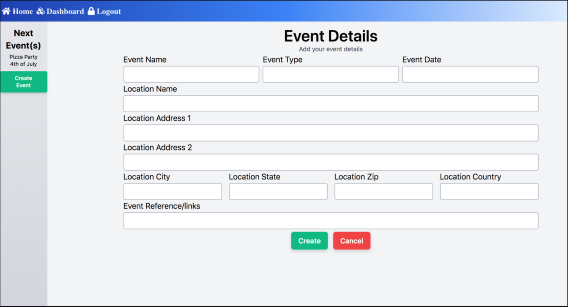 Home Dashboard Logout
Next
Event(s)
Pizza Party
4th of July
Create
Event
Event Details
Add your event details
Event Name Event Type Event Date
Location Name
Location Address 1
Location Address 2
Location City Location State Location Zip Location Country
Event Reference/links
Create Cancel